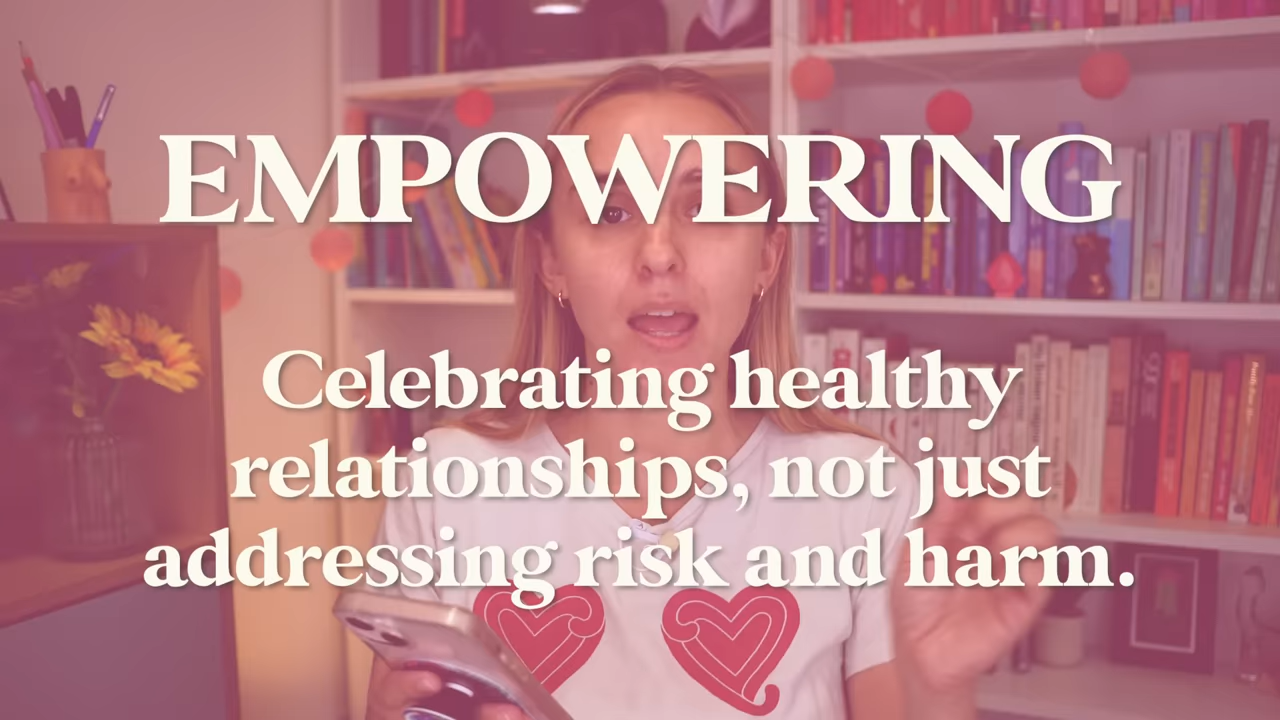 EMPOWERING
Celebrating healthy
relationships, not just
addressing risk and harm.